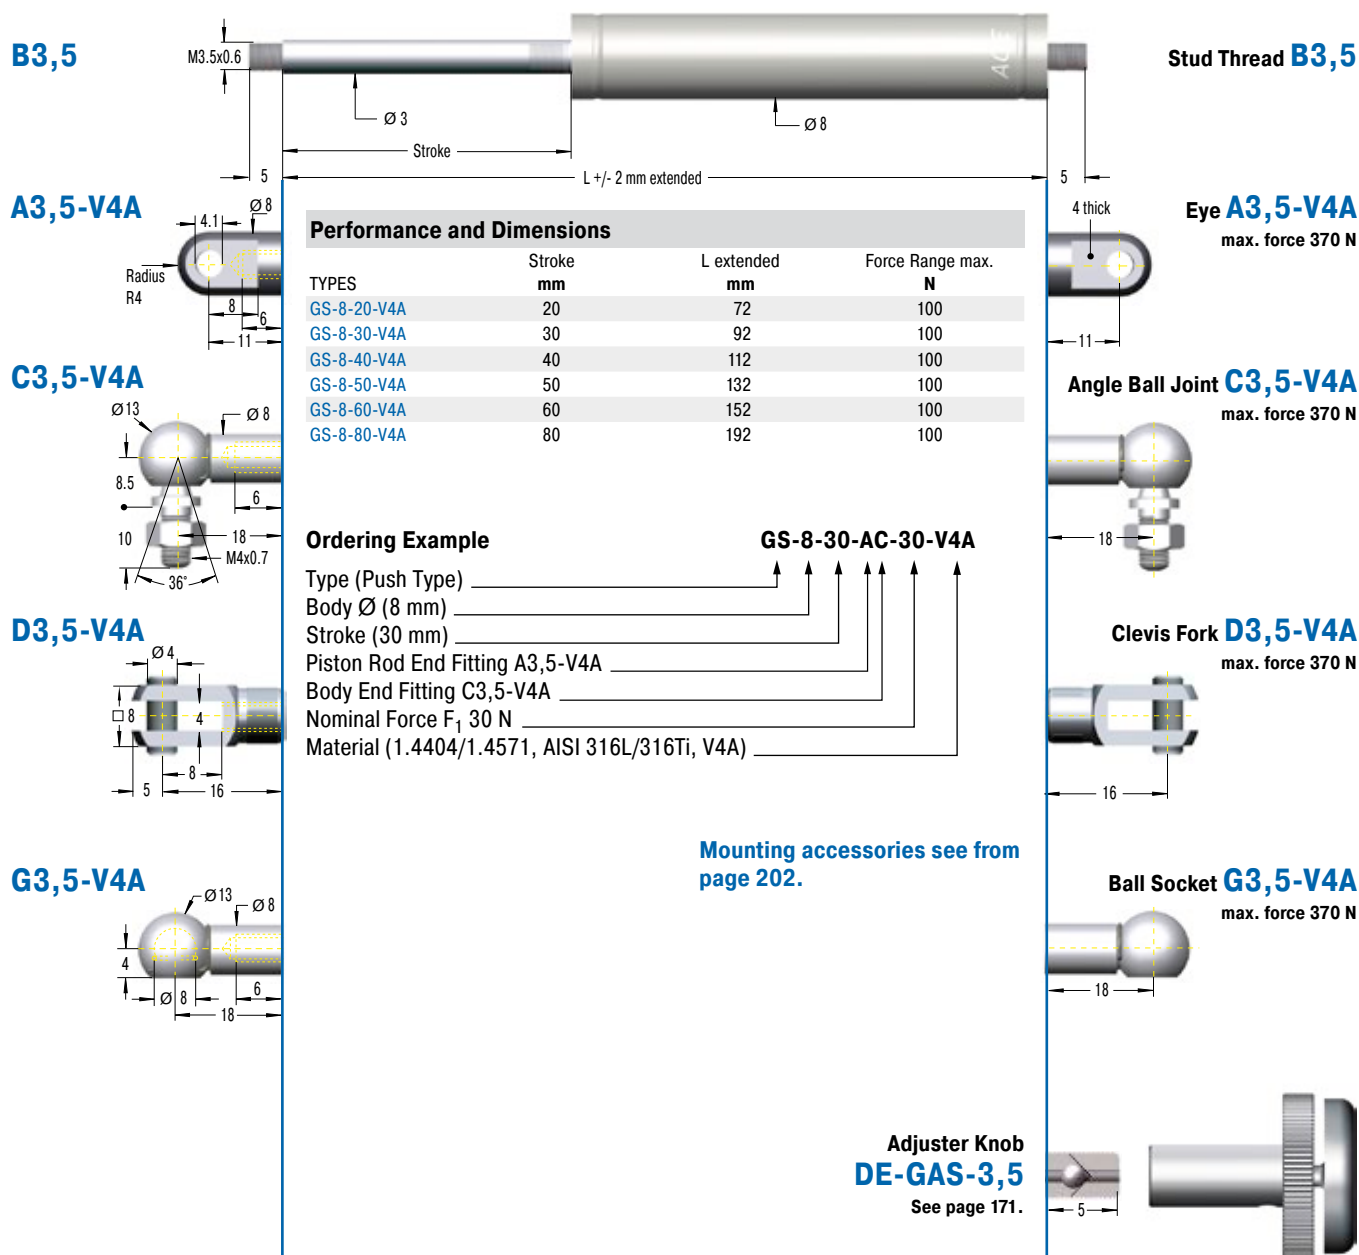 B3,5
M3.5x0.6
ACE
Stud Thread B3,5
Ø 3
Ø 8
Stroke
5
L +/- 2 mm extended
5
A3,5-V4A
4.1
Ø 8
Radius
R4
8
6
11
4 thick
Eye A3,5-V4A
max. force 370 N
11
Performance and Dimensions
Stroke L extended Force Range max.
TYPES mm mm N
GS-8-20-V4A 20 72 100
GS-8-30-V4A 30 92 100
GS-8-40-V4A 40 112 100
GS-8-50-V4A 50 132 100
GS-8-60-V4A 60 152 100
GS-8-80-V4A 80 192 100
C3,5-V4A
Ø13
Ø 8
8.5
6
10
18
M4x0.7
36°
Angle Ball Joint C3,5-V4A
max. force 370 N
18
Ordering Example GS-8-30-AC-30-V4A
Type (Push Type)
Body Ø (8 mm)
Stroke (30 mm)
Piston Rod End Fitting A3,5-V4A
Body End Fitting C3,5-V4A
Nominal Force F1 30 N
Material (1.4404/1.4571, AISI 316L/316Ti, V4A)
D3,5-V4A
Ø 4
□ 8
4
8
5
16
Clevis Fork D3,5-V4A
max. force 370 N
16
Mounting accessories see from
page 202.
G3,5-V4A
Ø13
Ø 8
4
Ø 8
6
18
Ball Socket G3,5-V4A
max. force 370 N
18
Adjuster Knob
DE-GAS-3,5
See page 171.
5